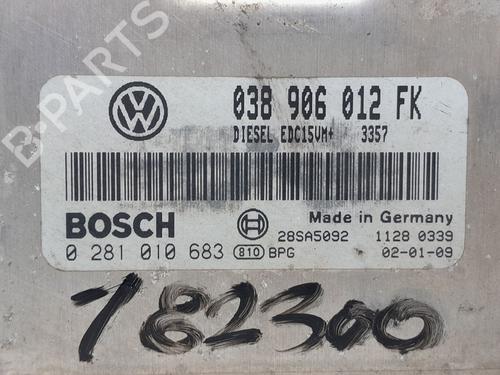 B-PARTS
038 906 012 FK
DIESEL EDC15VM+ 3357
BOSCH
Made in Germany
0 281 010 683 810 BPG 28SA5092 1128 0339
02-01-09
182300